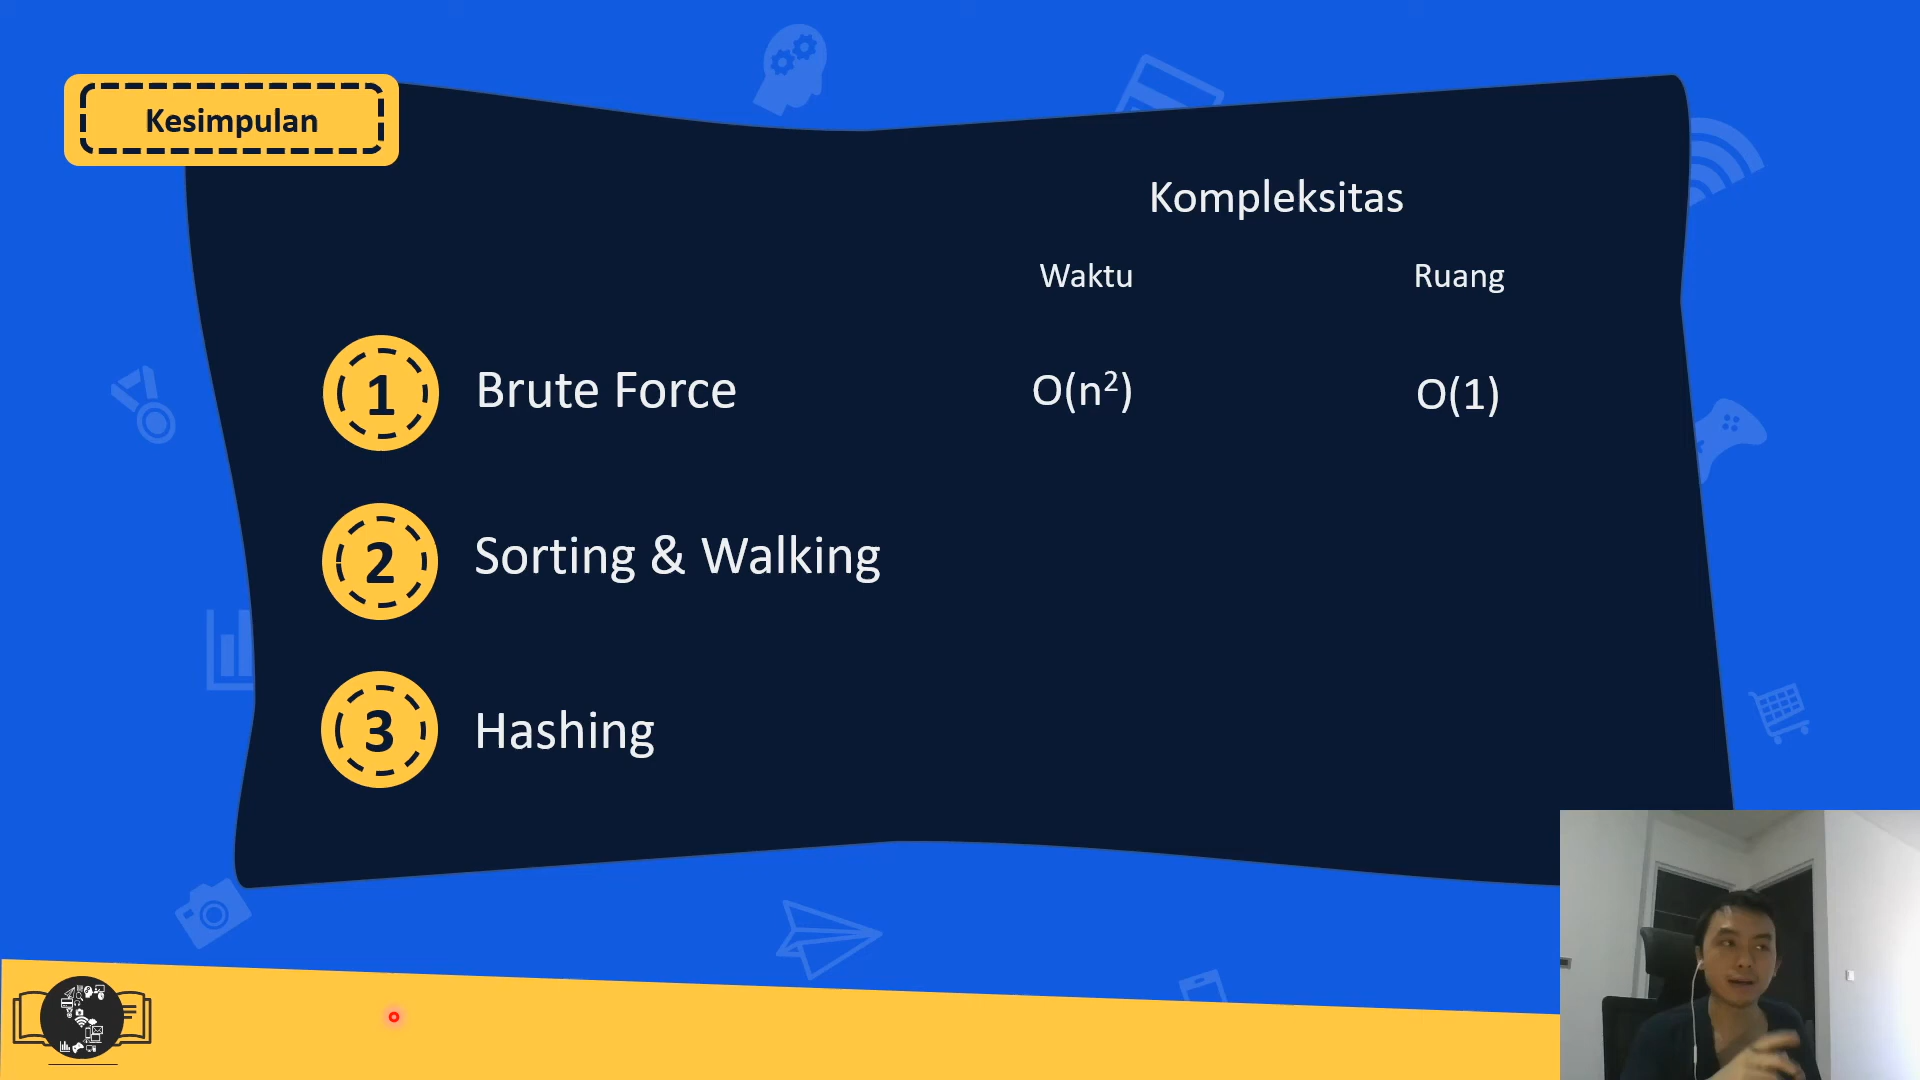 Kesimpulan
Kompleksitas
Waktu Ruang
1 Brute Force O(n²) O(1)
2 Sorting & Walking
3 Hashing